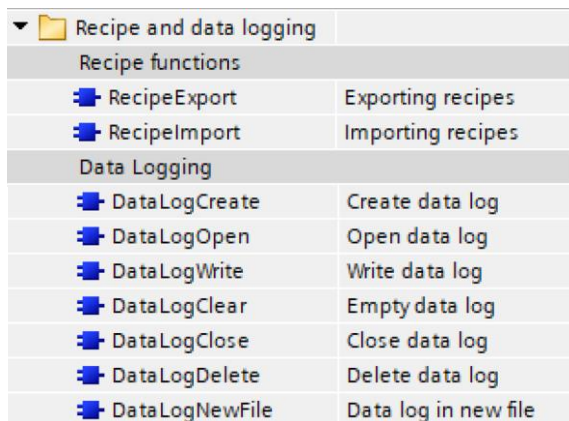 Recipe and data logging
Recipe functions
RecipeExport Exporting recipes
RecipeImport Importing recipes
Data Logging
DataLogCreate Create data log
DataLogOpen Open data log
DataLogWrite Write data log
DataLogClear Empty data log
DataLogClose Close data log
DataLogDelete Delete data log
DataLogNewFile Data log in new file